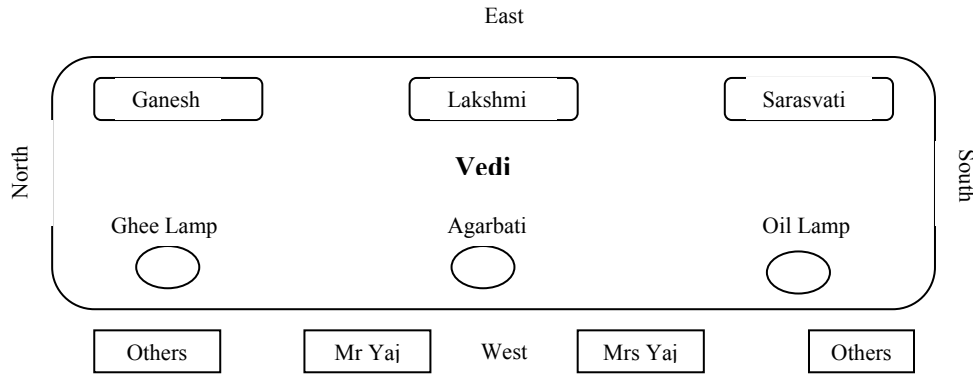 East
Ganesh Lakshmi Sarasvati
North
Vedi
South
Ghee Lamp Agarbati Oil Lamp
Others Mr Yaj West Mrs Yaj Others